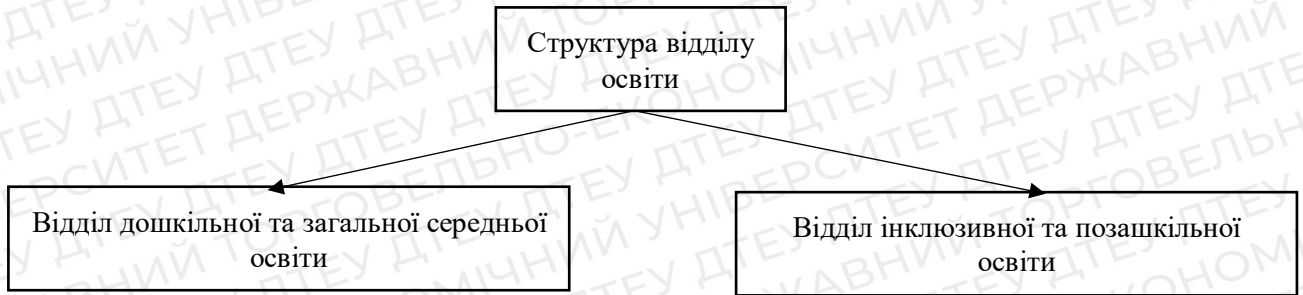 Структура відділу
освіти
Відділ дошкільної та загальної середньої
освіти
Відділ інклюзивної та позашкільної
освіти